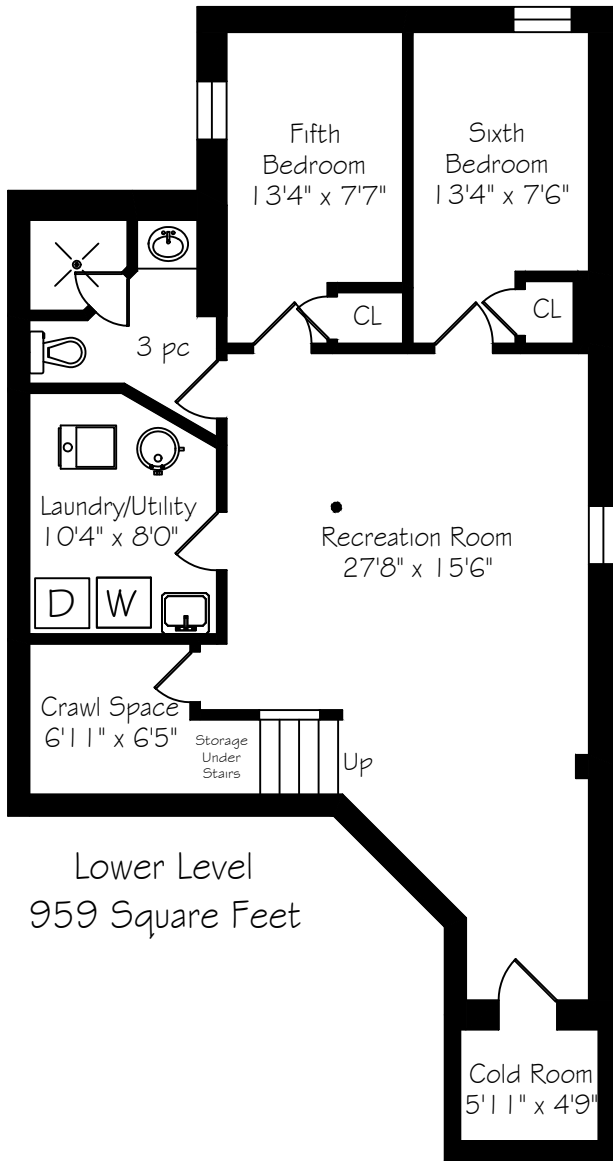 Fifth
Bedroom
13'4" x 7'7"
Sixth
Bedroom
13'4" x 7'6"
CL
CL
3 pc
Laundry/Utility
10'4" x 8'0"
Recreation Room
27'8" x 15'6"
D
W
Crawl Space
6'11" x 6'5"
Storage
Under
Stairs
Up
Lower Level
959 Square Feet
Cold Room
5'11" x 4'9"